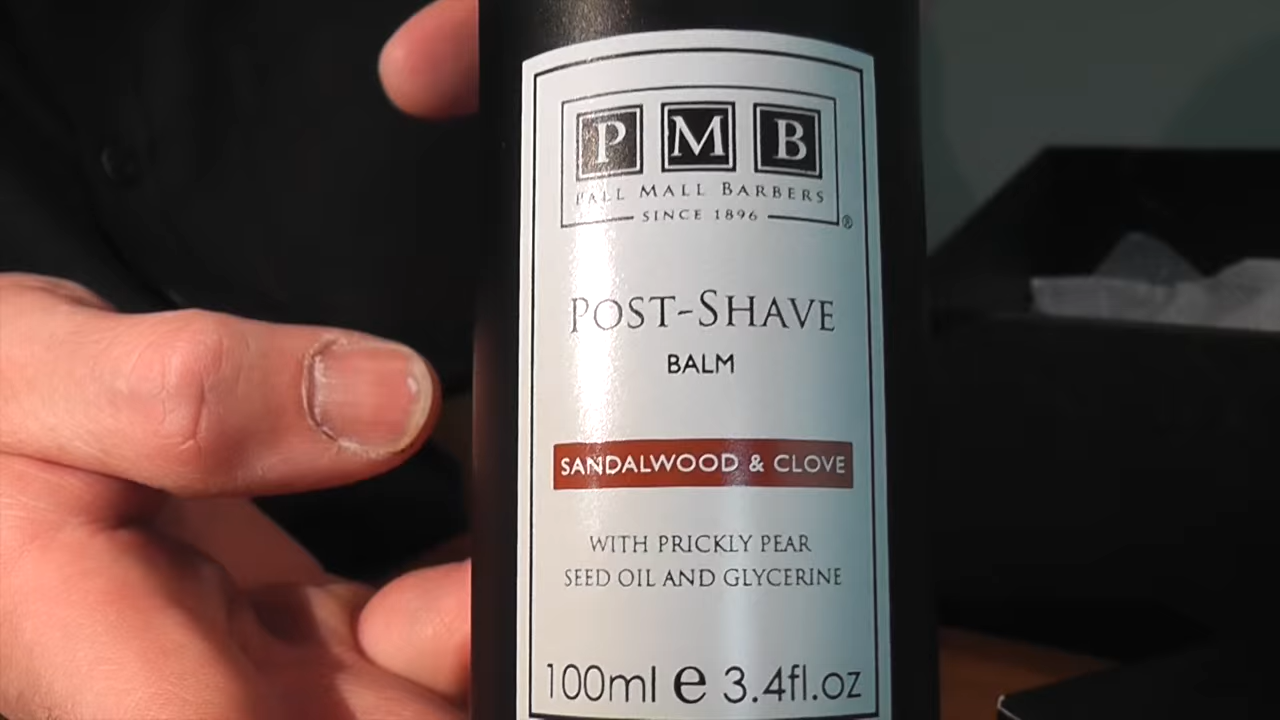 P M B
PALL MALL BARBERS
SINCE 1896
®
POST-SHAVE
BALM
SANDALWOOD & CLOVE
WITH PRICKLY PEAR
SEED OIL AND GLYCERINE
100ml e 3.4fl.oz